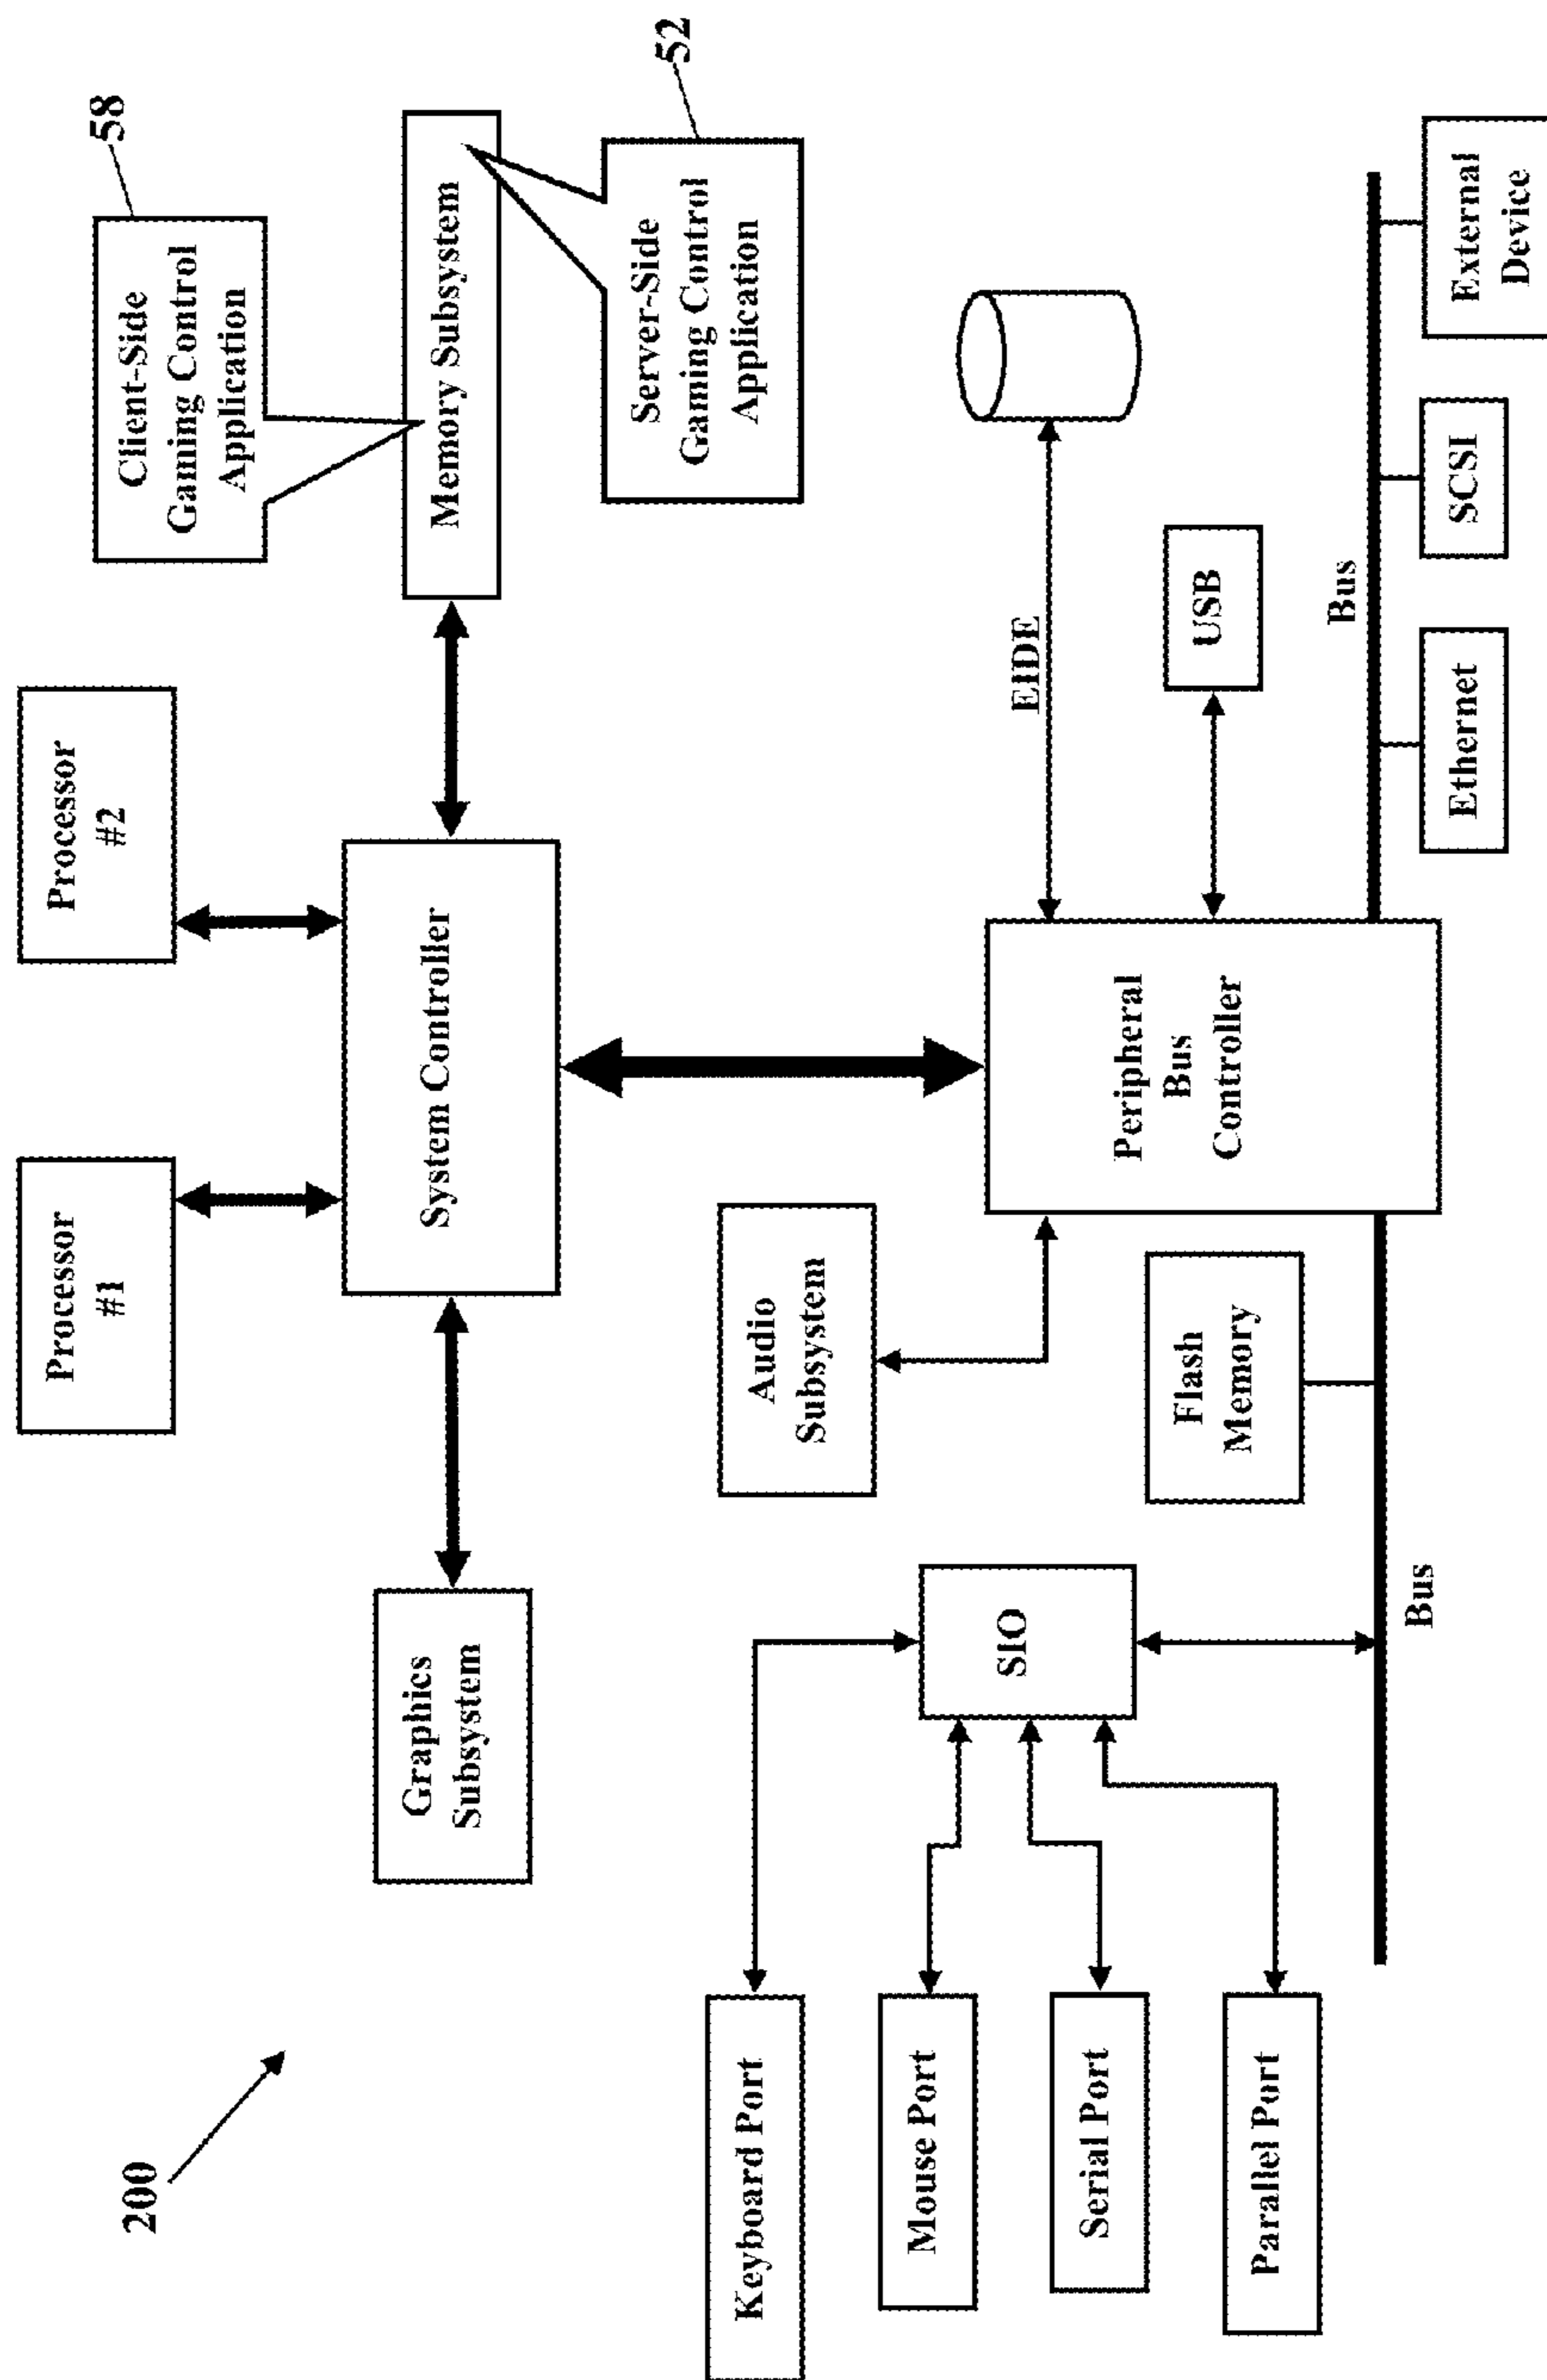 200
Processor
#1
Processor
#2
58
Client-Side
Gaming Control
Application
Graphics
Subsystem
System Controller
Memory Subsystem
52
Server-Side
Gaming Control
Application
Keyboard Port
Mouse Port
Serial Port
Parallel Port
SIO
Audio
Subsystem
Flash
Memory
Peripheral
Bus
Controller
EIDE
USB
Bus
Bus
Ethernet
SCSI
External
Device